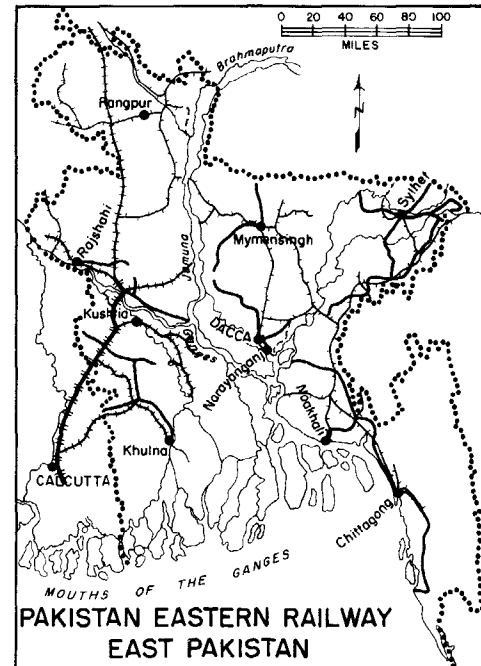 0 20 40 60 80 100
MILES
Brahmaputra
N
Rangpur
Sylhet
Rajshahi
Mymensingh
Jamuna
Kushtia
Ganges
DACCA
Narayanganj
Noakhali
Khulna
CALCUTTA
Chittagong
MOUTHS OF THE GANGES
PAKISTAN EASTERN RAILWAY
EAST PAKISTAN